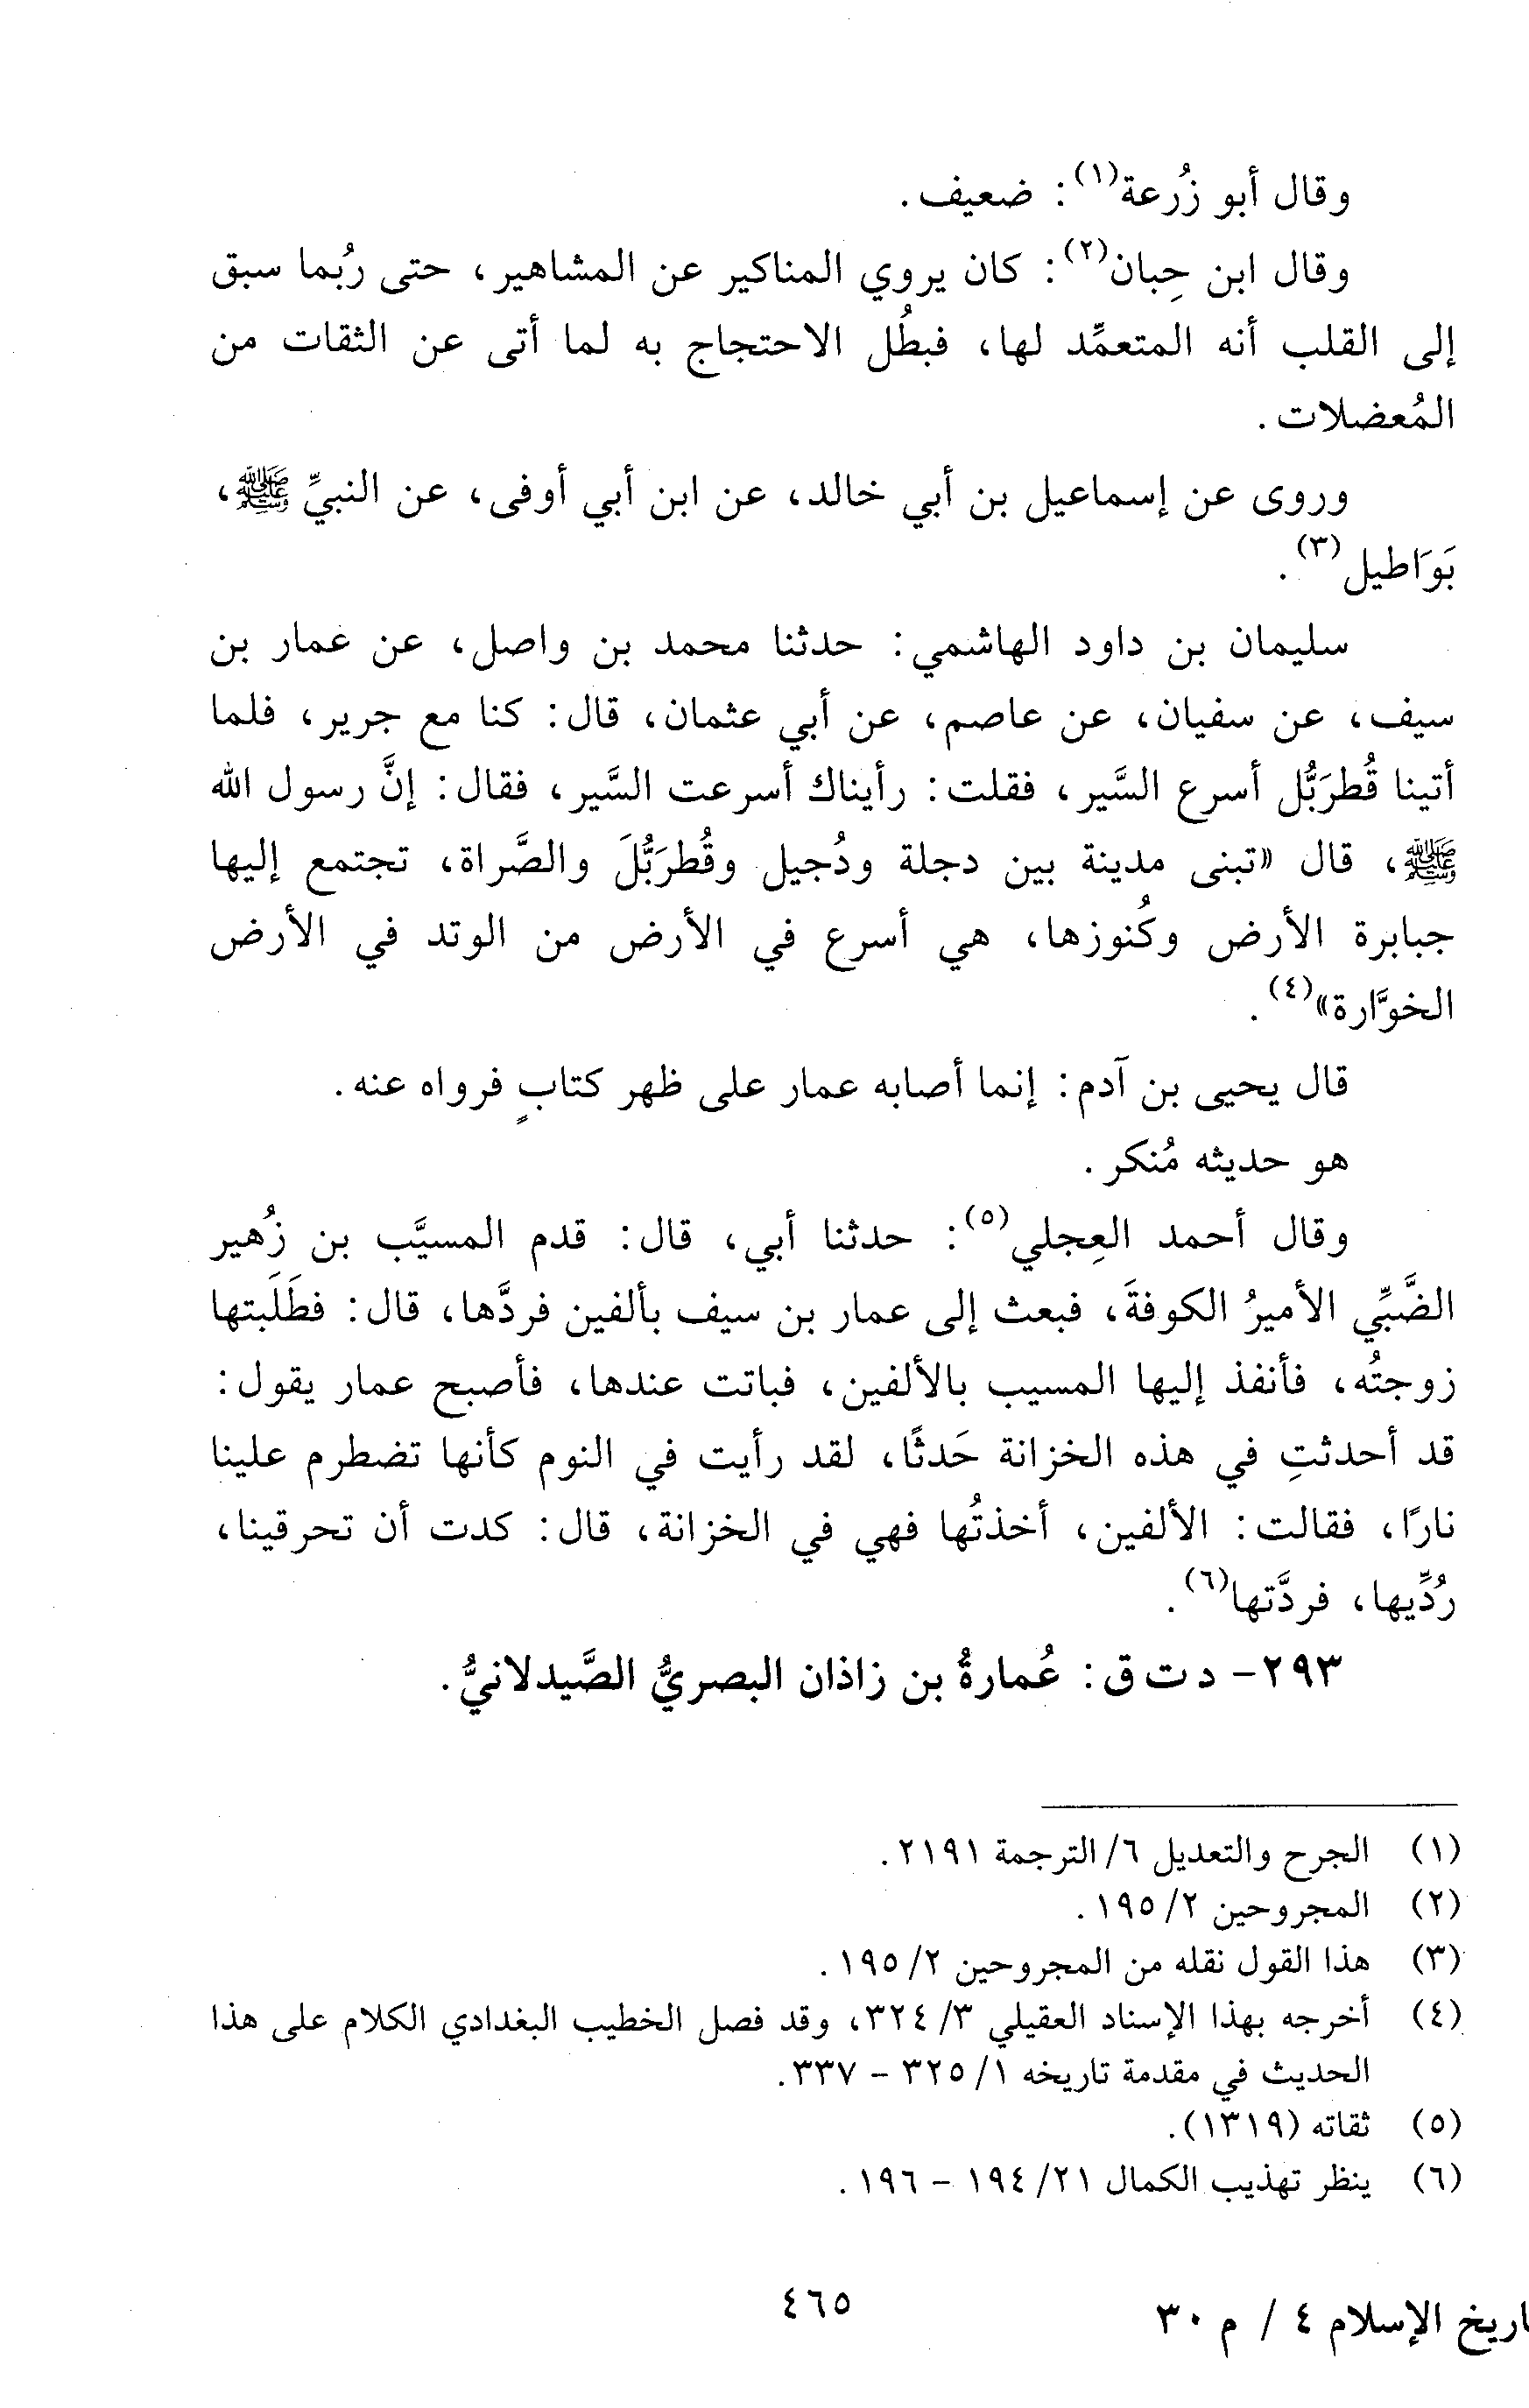 وقال أبو زُرعة(١): ضعيف.
وقال ابن حِبان(٢): كان يروي المناكير عن المشاهير، حتى رُبما سبق
إلى القلب أنه المتعمِّد لها، فبطُل الاحتجاج به لما أتى عن الثقات من
المُعضلات.
وروى عن إسماعيل بن أبي خالد، عن ابن أبي أوفى، عن النبيِّ ﷺ،
بَوَاطيل(٣).
سليمان بن داود الهاشمي: حدثنا محمد بن واصل، عن عمار بن
سيف، عن سفيان، عن عاصم، عن أبي عثمان، قال: كنا مع جرير، فلما
أتينا قُطرَبُّل أسرع السَّير، فقلت: رأيناك أسرعت السَّير، فقال: إنَّ رسول الله
ﷺ، قال «تبنى مدينة بين دجلة ودُجيل وقُطرَبُّلَ والصَّراة، تجتمع إليها
جبابرة الأرض وكُنوزها، هي أسرع في الأرض من الوتد في الأرض
الخوَّارة»(٤).
قال يحيى بن آدم: إنما أصابه عمار على ظهر كتابٍ فرواه عنه.
هو حديثه مُنكر.
وقال أحمد العِجلي(٥): حدثنا أبي، قال: قدم المسيَّب بن زُهير
الضَّبِّي الأميرُ الكوفةَ، فبعث إلى عمار بن سيف بألفين فردَّها، قال: فطَلَبتها
زوجتُه، فأنفذ إليها المسيب بالألفين، فباتت عندها، فأصبح عمار يقول:
قد أحدثتِ في هذه الخزانة حَدثًا، لقد رأيت في النوم كأنها تضطرم علينا
نارًا، فقالت: الألفين، أخذتُها فهي في الخزانة، قال: كدت أن تحرقينا،
رُدِّيها، فردَّتها(٦).
٢٩٣- د ت ق: عُمارةُ بن زاذان البصريُّ الصَّيدلانيُّ.
(١) الجرح والتعديل ٦/ الترجمة ٢١٩١.
(٢) المجروحين ٢/ ١٩٥.
(٣) هذا القول نقله من المجروحين ٢/ ١٩٥.
(٤) أخرجه بهذا الإسناد العقيلي ٣/ ٣٢٤، وقد فصل الخطيب البغدادي الكلام على هذا
الحديث في مقدمة تاريخه ١/ ٣٢٥ - ٣٣٧.
(٥) ثقاته (١٣١٩).
(٦) ينظر تهذيب الكمال ٢١/ ١٩٤ - ١٩٦.
٤٦٥
اريخ الإسلام ٤ / م ٣٠